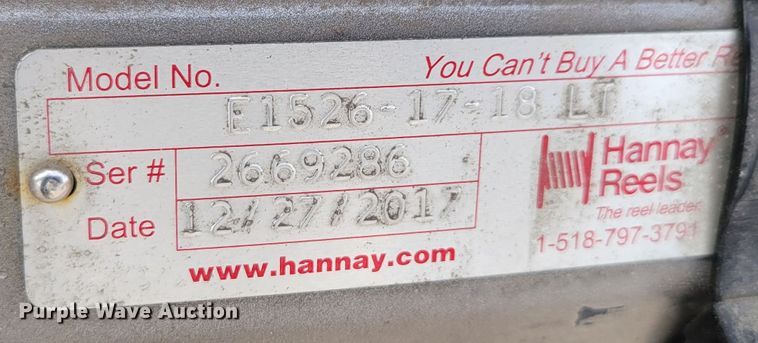 Model No.
You Can't Buy A Better Re
E1526-17-18 LT
Ser # 2669286
Date 12/27/2017
Hannay®
Reels
The reel leader
1-518-797-3791
www.hannay.com
Purple Wave Auction